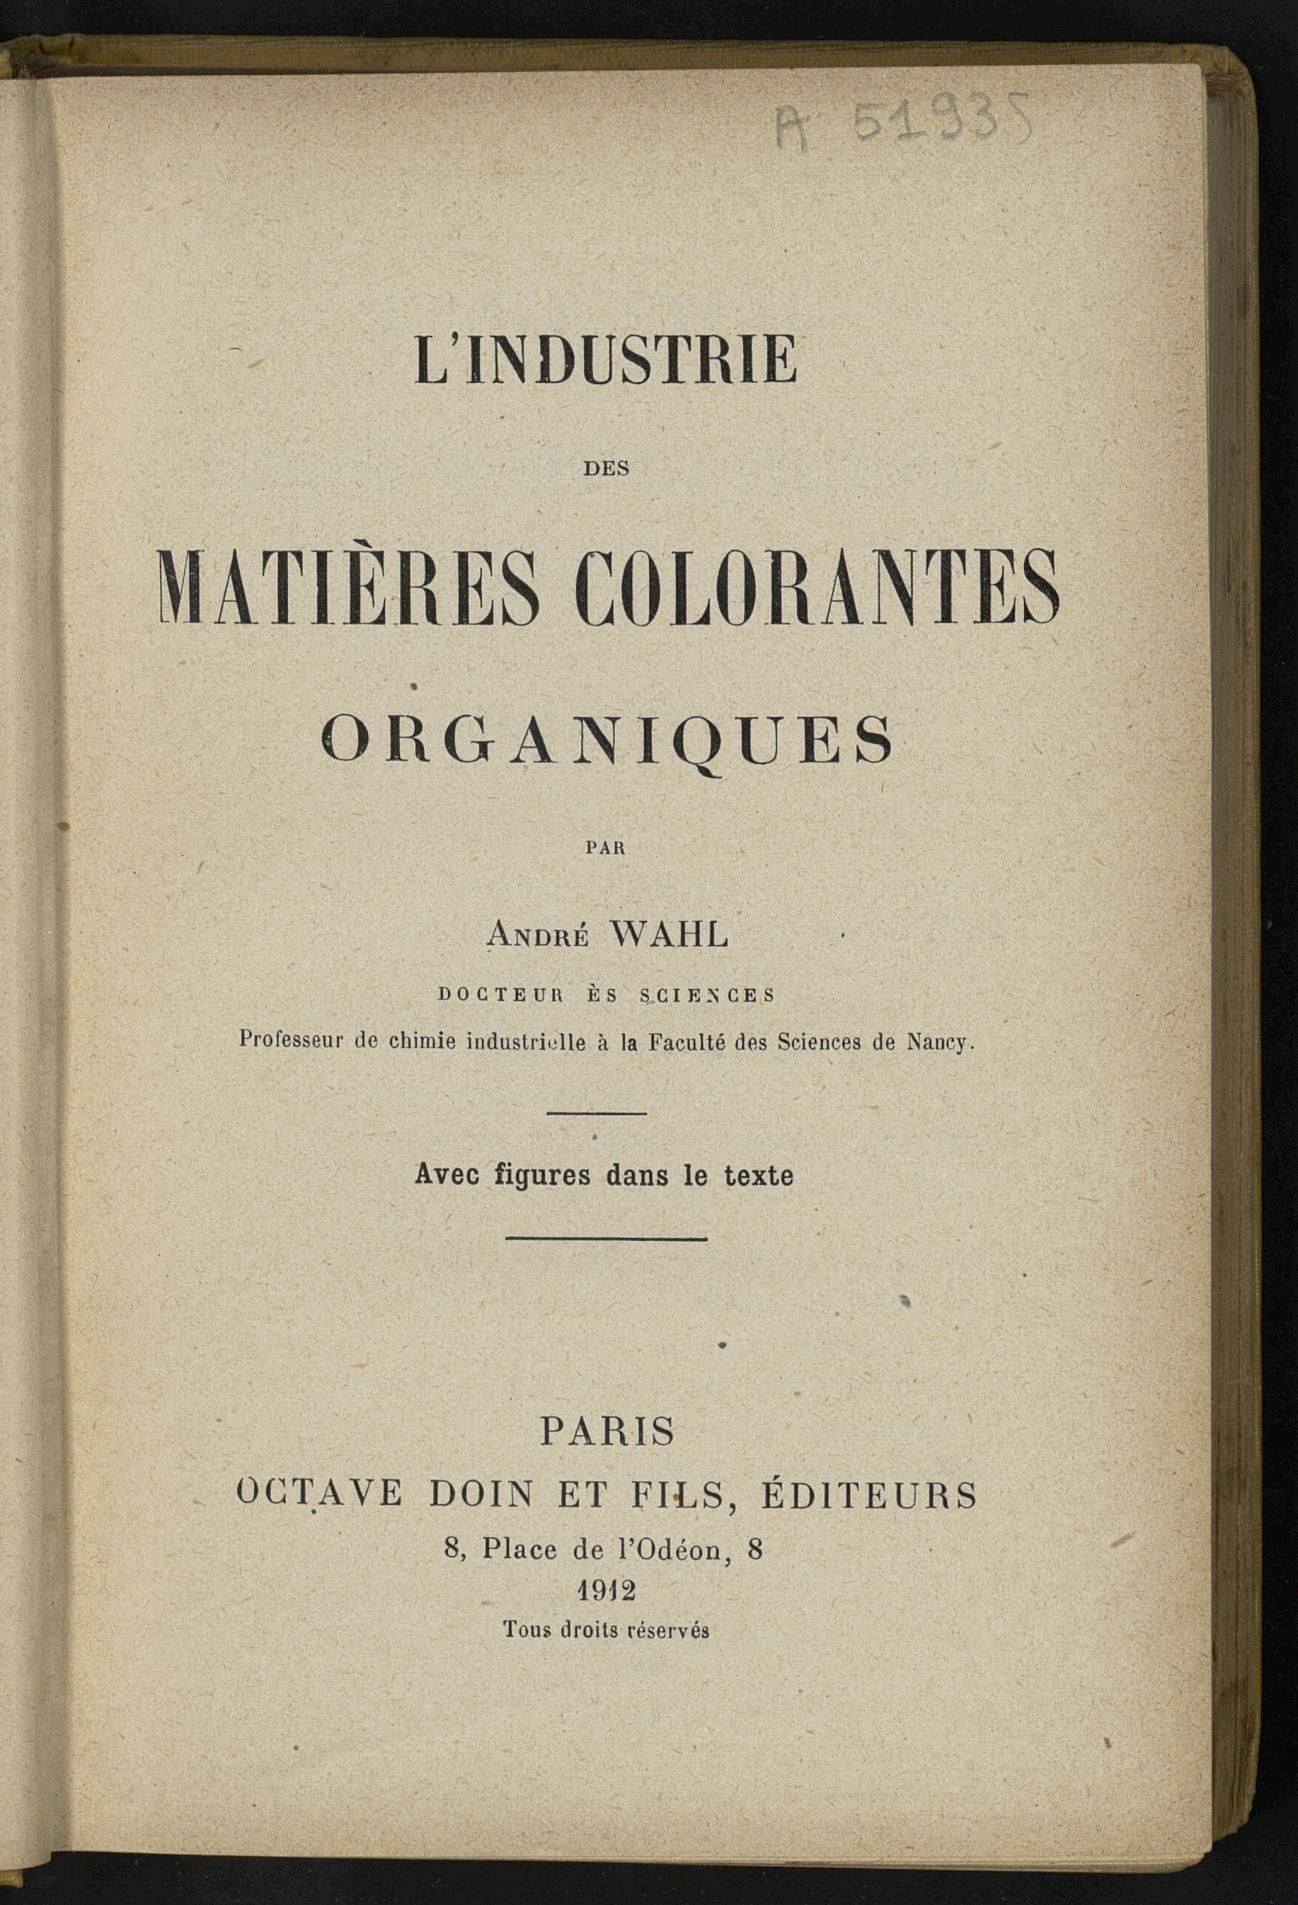 A 51935
L'INDUSTRIE
DES
MATIÈRES COLORANTES
ORGANIQUES
PAR
ANDRÉ WAHL
DOCTEUR ÈS SCIENCES
Professeur de chimie industrielle à la Faculté des Sciences de Nancy.
Avec figures dans le texte
PARIS
OCTAVE DOIN ET FILS, ÉDITEURS
8, Place de l'Odéon, 8
1912
Tous droits réservés